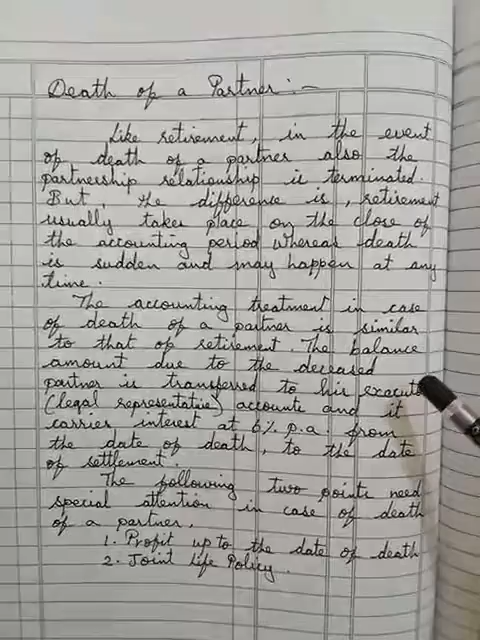 Death of a Partner :-
Like retirement, in the event
of death of a partner also the
partnership relationship is terminated.
But, the difference is, retirement
usually takes place on the close of
the accounting period whereas death
is sudden and may happen at any
time.
The accounting treatment in case
of death of a partner is similar
to that of retirement. The balance
amount due to the deceased
partner is transferred to his
(legal representative) accounts and it
carries interest at 6% p.a. from
the date of death, to the date
of settlement.
The following two points need
special attention in case of death
of a partner.
1. Profit up to the date of death
2. Joint Life Policy.